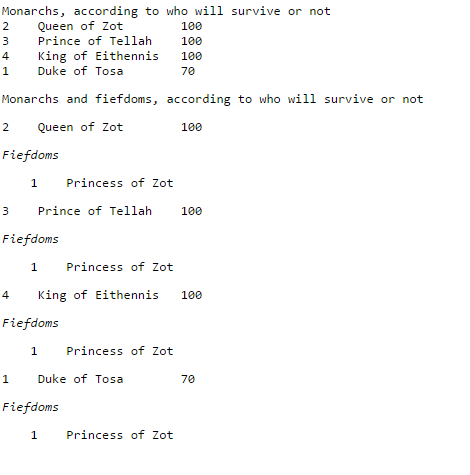 Monarchs, according to who will survive or not
2 Queen of Zot 100
3 Prince of Tellah 100
4 King of Eithennis 100
1 Duke of Tosa 70
Monarchs and fiefdoms, according to who will survive or not
2 Queen of Zot 100
Fiefdoms
1 Princess of Zot
3 Prince of Tellah 100
Fiefdoms
1 Princess of Zot
4 King of Eithennis 100
Fiefdoms
1 Princess of Zot
1 Duke of Tosa 70
Fiefdoms
1 Princess of Zot